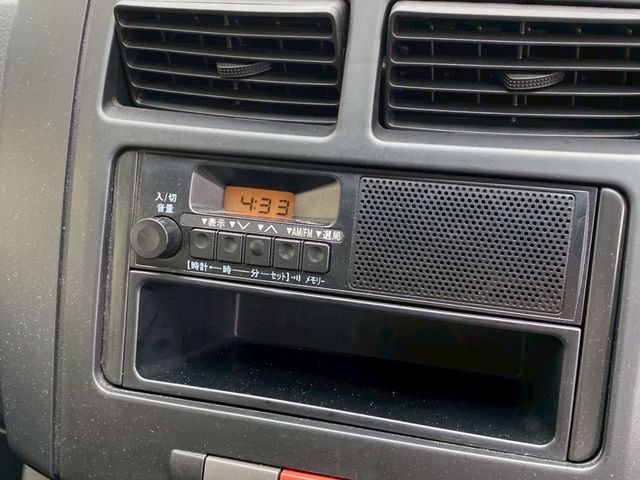 入/切
音量
4:33
▼表示 ▼∨ ▼∧ ▼AM/FM ▼選局
[時計←時 — 分 — セット] •))) メモリー